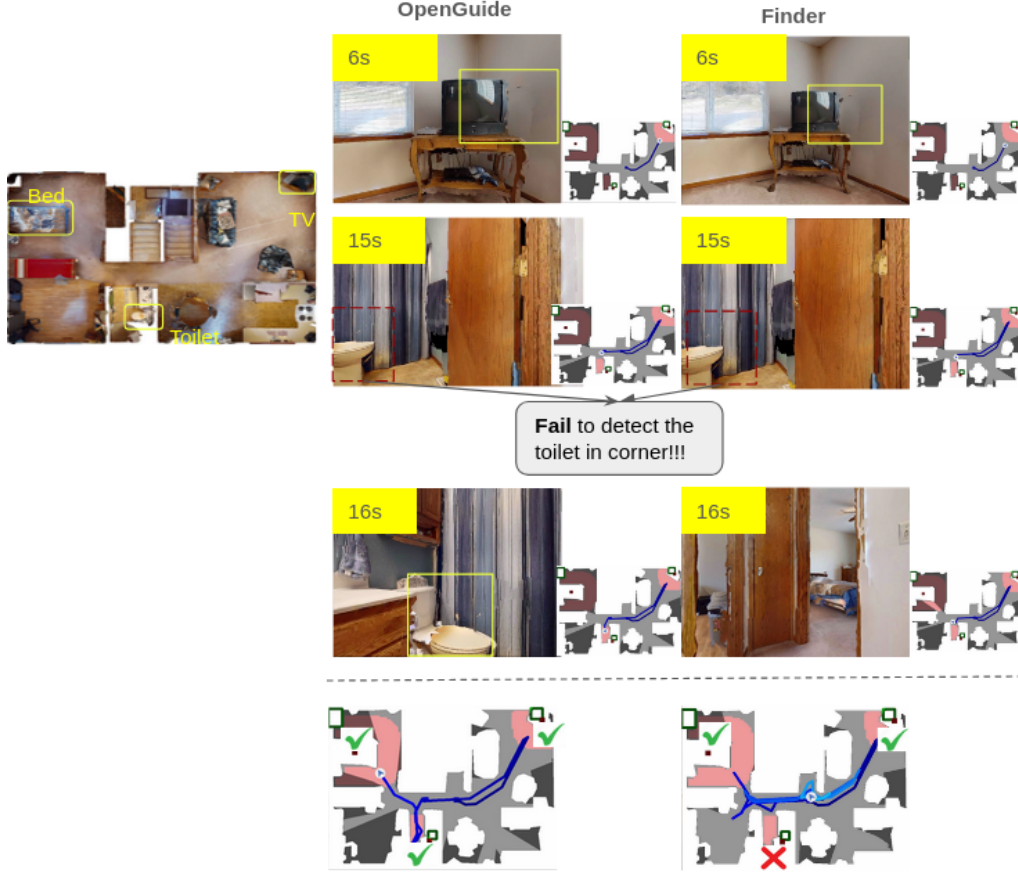 OpenGuide
Finder
6s
6s
Bed
TV
Toilet
15s
15s
Fail to detect the
toilet in corner!!!
16s
16s